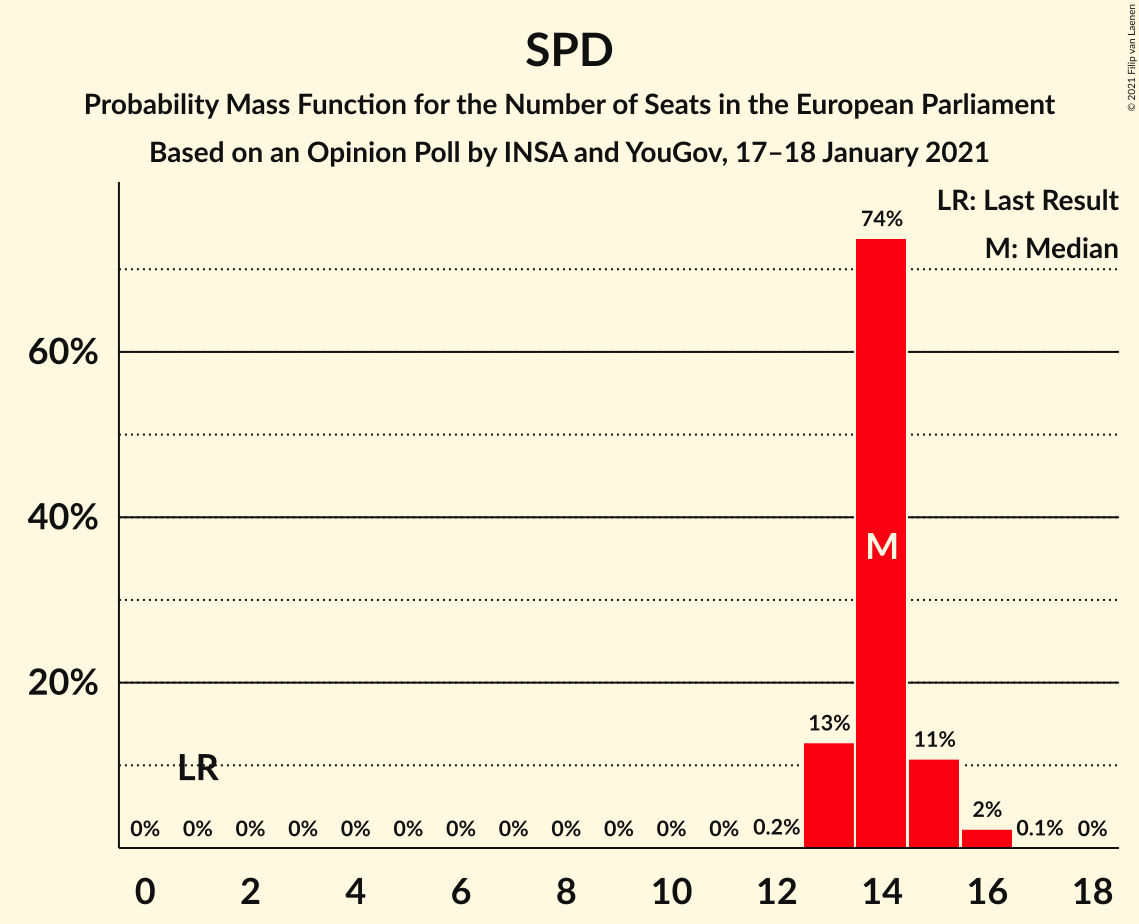 SPD
Probability Mass Function for the Number of Seats in the European Parliament
Based on an Opinion Poll by INSA and YouGov, 17–18 January 2021
© 2021 Filip van Laenen
LR: Last Result
M: Median
74%
60%
40%
M
20%
13%
11%
LR
2%
0% 0% 0% 0% 0% 0% 0% 0% 0% 0% 0% 0% 0.2% 0.1% 0%
0 2 4 6 8 10 12 14 16 18